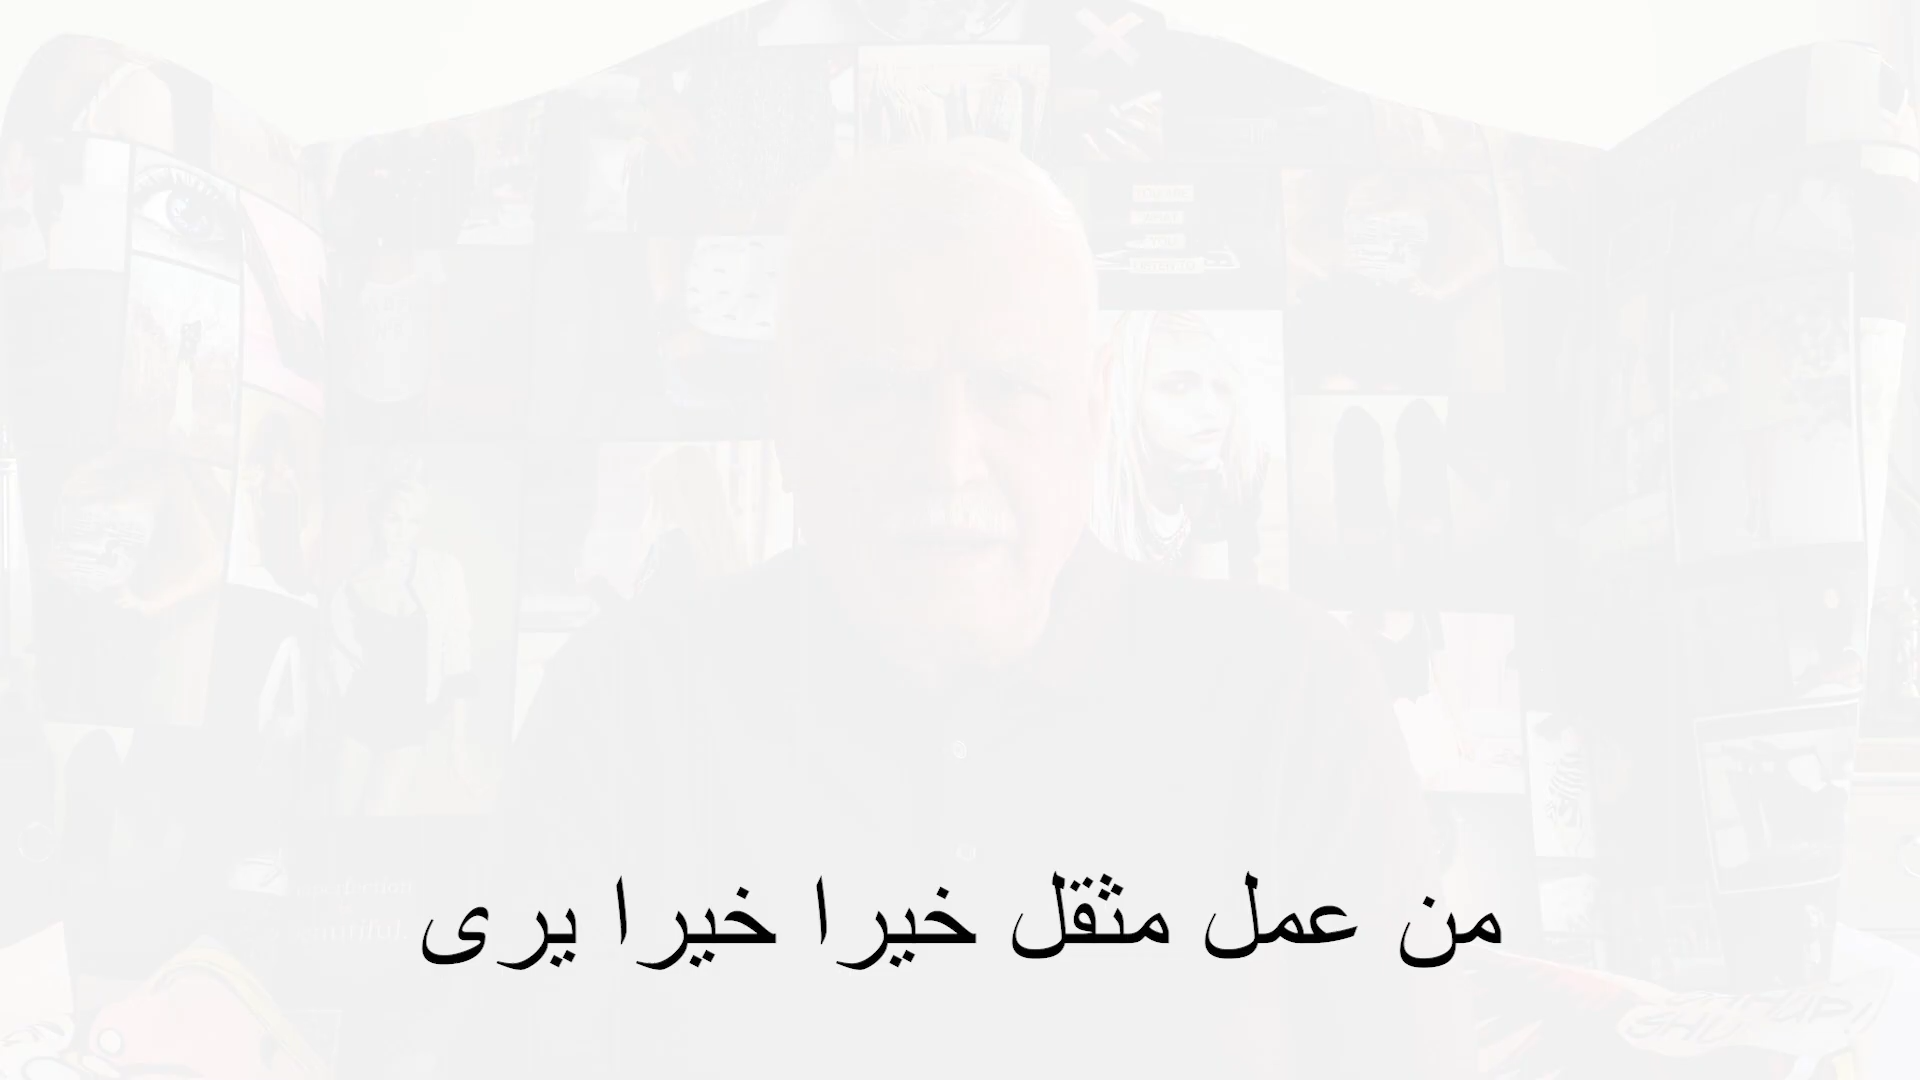 من عمل مثقل خيرا خيرا يرى